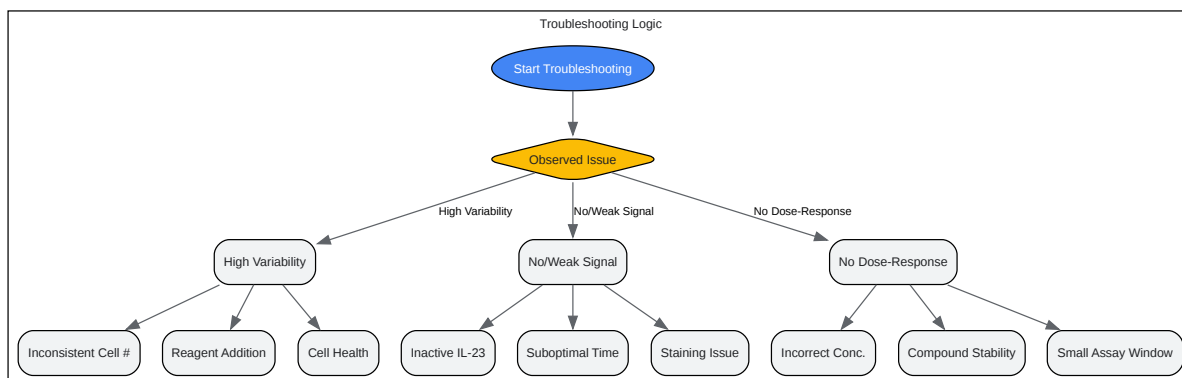 Troubleshooting Logic
Start Troubleshooting
Observed Issue
High Variability
No/Weak Signal
No Dose-Response
High Variability
No/Weak Signal
No Dose-Response
Inconsistent Cell #
Reagent Addition
Cell Health
Inactive IL-23
Suboptimal Time
Staining Issue
Incorrect Conc.
Compound Stability
Small Assay Window